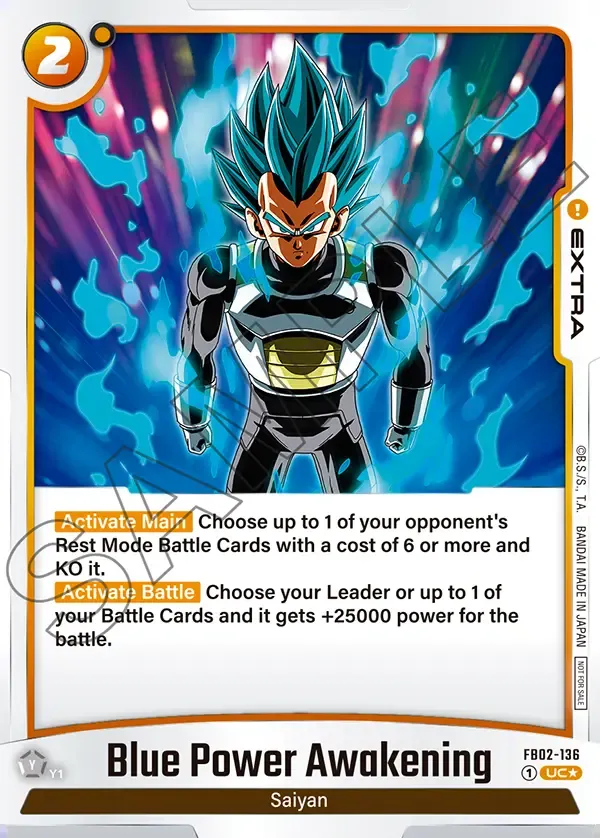 2
! EXTRA
Activate Main Choose up to 1 of your opponent's
Rest Mode Battle Cards with a cost of 6 or more and
KO it.
Activate Battle Choose your Leader or up to 1 of
your Battle Cards and it gets +25000 power for the
battle.
©B.S./S., T.A. BANDAI MADE IN JAPAN
NOT FOR SALE
SAMPLE
Y Y1
Blue Power Awakening
FB02-136
1 UC★
Saiyan